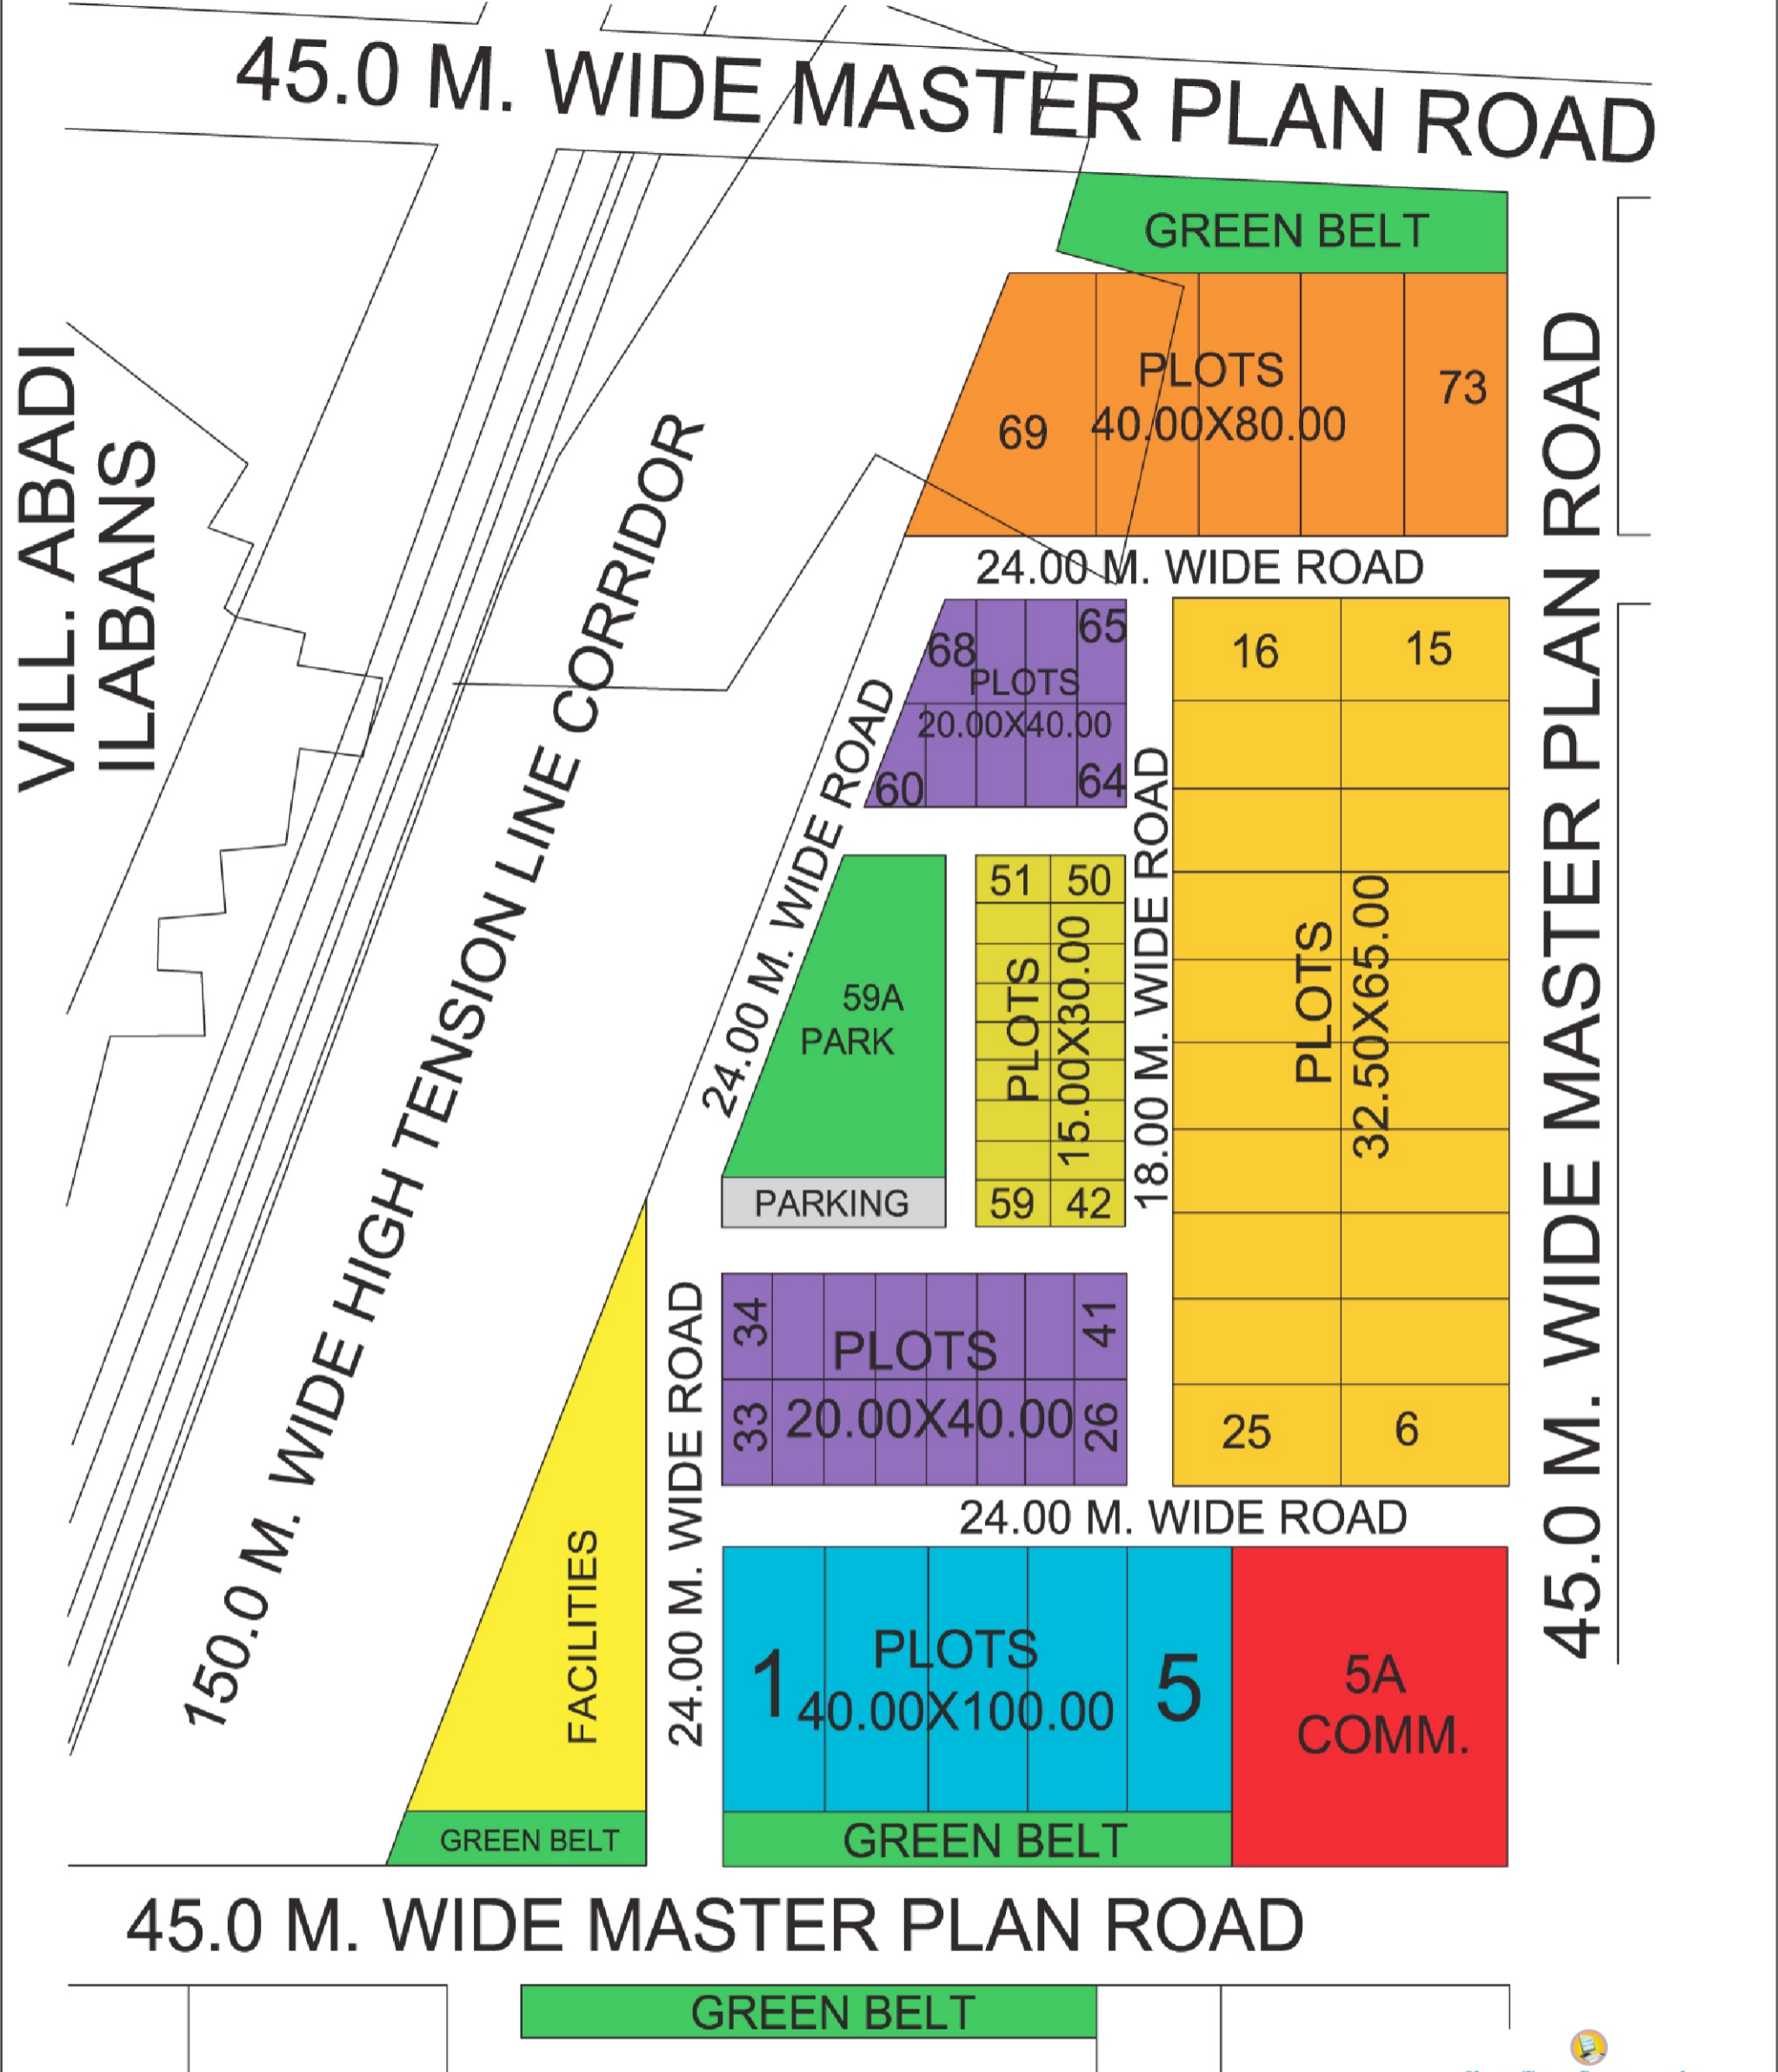 45.0 M. WIDE MASTER PLAN ROAD
GREEN BELT
VILL. ABADI
ILABANS
150.0 M. WIDE HIGH TENSION LINE CORRIDOR
PLOTS
40.00X80.00
69
73
45.0 M. WIDE MASTER PLAN ROAD
24.00 M. WIDE ROAD
68
65
PLOTS
20.00X40.00
60
64
24.00 M. WIDE ROAD
16
15
PLOTS
32.50X65.00
25
6
18.00 M. WIDE ROAD
59A
PARK
PARKING
51
50
PLOTS
15.00X30.00
59
42
34
41
PLOTS
20.00X40.00
33
26
24.00 M. WIDE ROAD
24.00 M. WIDE ROAD
FACILITIES
1
PLOTS
40.00X100.00
5
5A
COMM.
GREEN BELT
GREEN BELT
45.0 M. WIDE MASTER PLAN ROAD
GREEN BELT